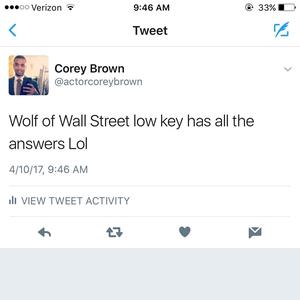 Verizon 9:46 AM 33%
Tweet
Corey Brown
@actorcoreybrown
Wolf of Wall Street low key has all the
answers Lol
4/10/17, 9:46 AM
VIEW TWEET ACTIVITY